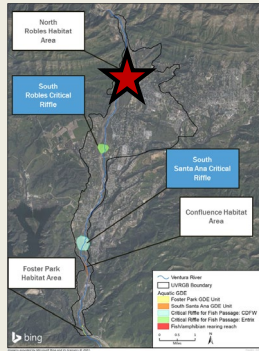 North
Robles Habitat
Area
South
Robles Critical
Riffle
South
Santa Ana Critical
Riffle
Confluence Habitat
Area
Foster Park
Habitat Area
Ventura River
UVRGB Boundary
Aquatic GDE
Foster Park GDE Unit
South Santa Ana GDE Unit
Critical Riffle for Fish Passage: CDFW
Critical Riffle for Fish Passage: Entrix
Fish/amphibian rearing reach
bing
Miles
N